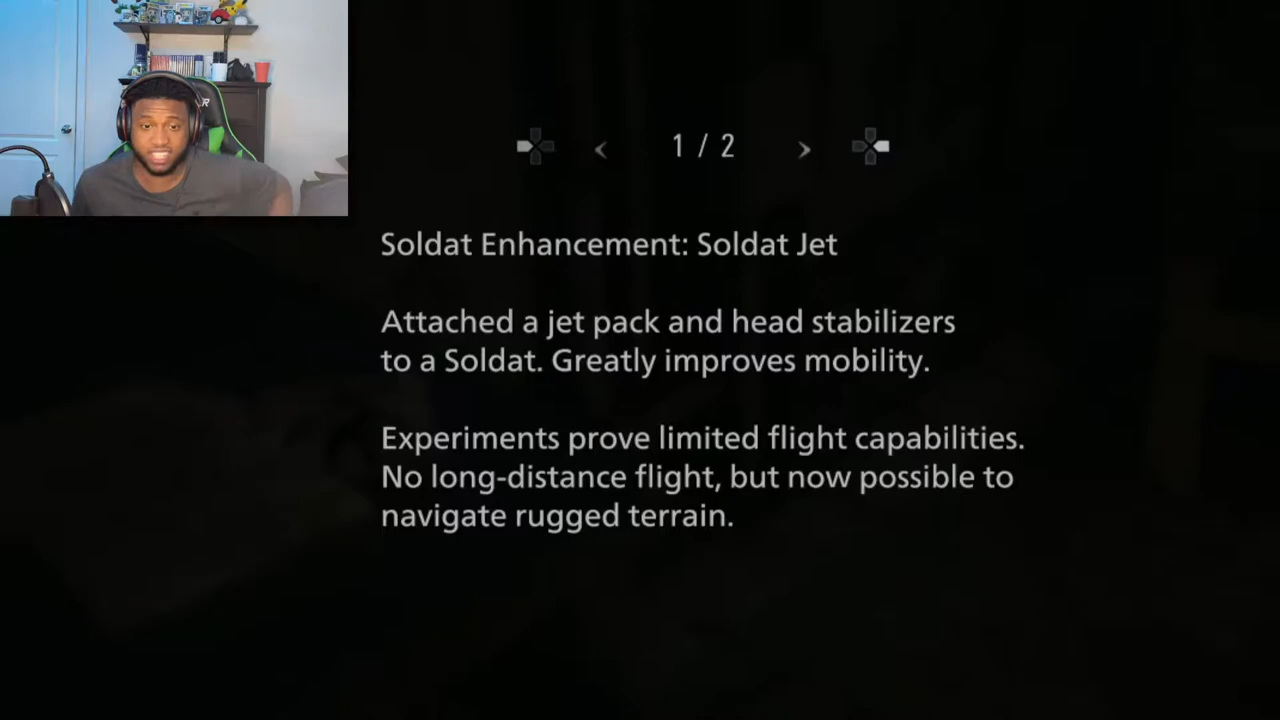 1 / 2
Soldat Enhancement: Soldat Jet
Attached a jet pack and head stabilizers
to a Soldat. Greatly improves mobility.
Experiments prove limited flight capabilities.
No long-distance flight, but now possible to
navigate rugged terrain.